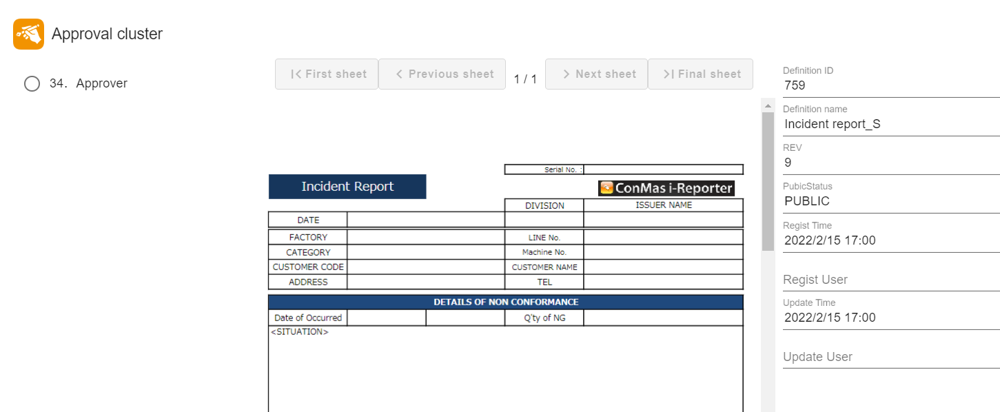 Approval cluster
34. Approver
First sheet
Previous sheet
1 / 1
Next sheet
Final sheet
Serial No. :
Incident Report
ConMas i-Reporter
DIVISION
ISSUER NAME
DATE
FACTORY
LINE No.
CATEGORY
Machine No.
CUSTOMER CODE
CUSTOMER NAME
ADDRESS
TEL
DETAILS OF NON CONFORMANCE
Date of Occurred
Q'ty of NG
<SITUATION>
Definition ID
759
Definition name
Incident report_S
REV
9
PubicStatus
PUBLIC
Regist Time
2022/2/15 17:00
Regist User
Update Time
2022/2/15 17:00
Update User